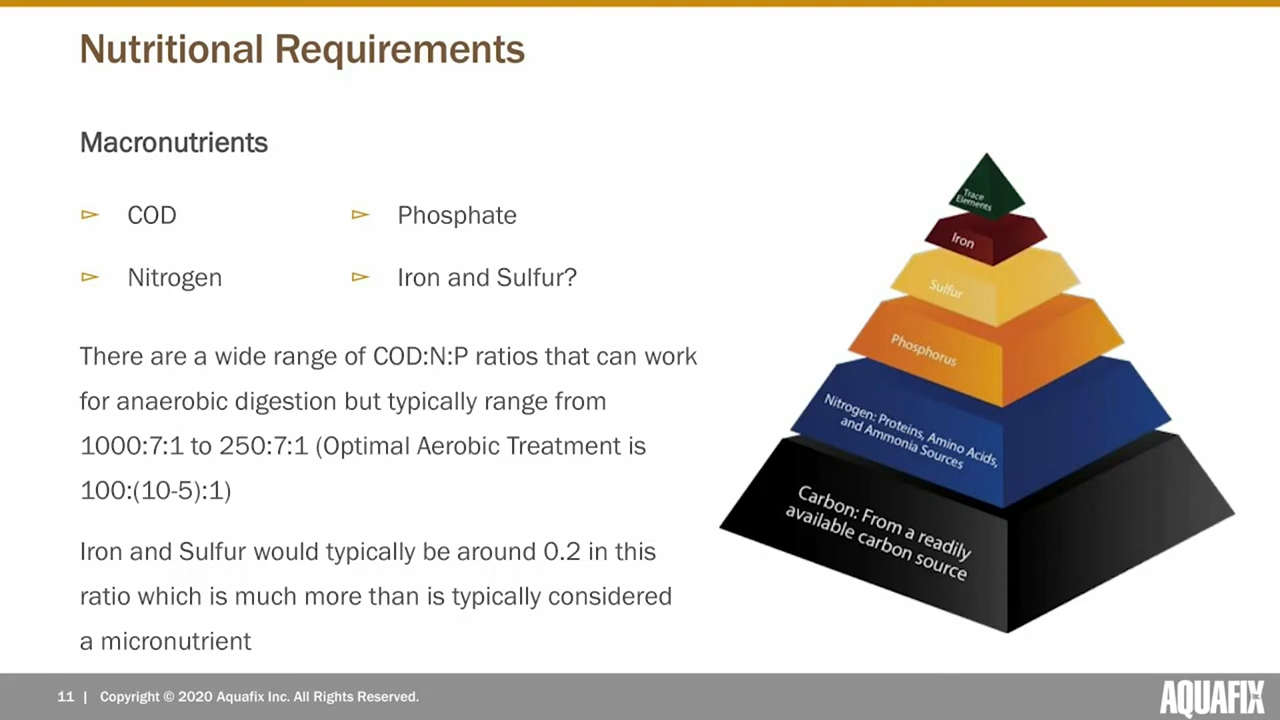 Nutritional Requirements
Macronutrients
COD
Phosphate
Nitrogen
Iron and Sulfur?
There are a wide range of COD:N:P ratios that can work
for anaerobic digestion but typically range from
1000:7:1 to 250:7:1 (Optimal Aerobic Treatment is
100:(10-5):1)
Iron and Sulfur would typically be around 0.2 in this
ratio which is much more than is typically considered
a micronutrient
Trace
Elements
Iron
Sulfur
Phosphorus
Nitrogen: Proteins, Amino Acids,
and Ammonia Sources
Carbon: From a readily
available carbon source
11 | Copyright © 2020 Aquafix Inc. All Rights Reserved.
AQUAFIX INC.